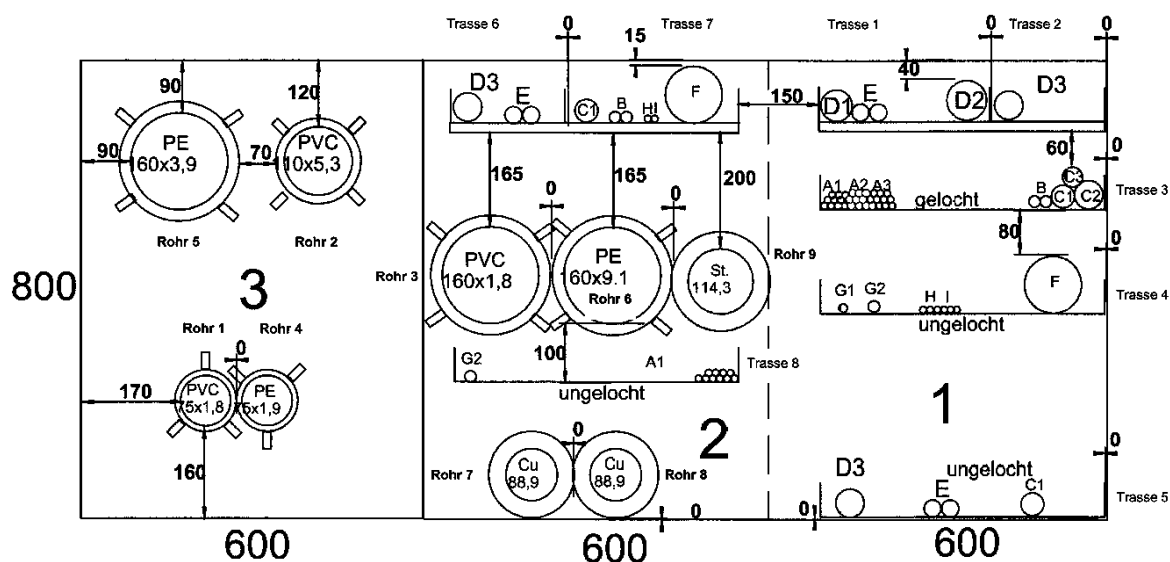 Trasse 6
0
Trasse 7
Trasse 1
0
Trasse 2
0
15
90
120
D3
E
C1
B
HI
F
150
40
D1
E
D2
D3
PE
160x3,9
90
70
PVC
10x5,3
165
165
200
60
0
A1
A2
A3
B
C3
C1
C2
gelocht
Trasse 3
Rohr 5
Rohr 2
0
0
80
0
800
3
Rohr 3
PVC
160x1,8
PE
60x9.1
Rohr 6
St.
114,3
Rohr 9
G1
G2
H
I
F
ungelocht
Trasse 4
Rohr 1
Rohr 4
0
100
G2
A1
Trasse 8
ungelocht
170
PVC
75x1,8
PE
75x1,9
2
1
0
0
160
Rohr 7
Cu
88,9
Cu
88,9
Rohr 8
D3
E
ungelocht
C1
Trasse 5
0
0
600
600
600